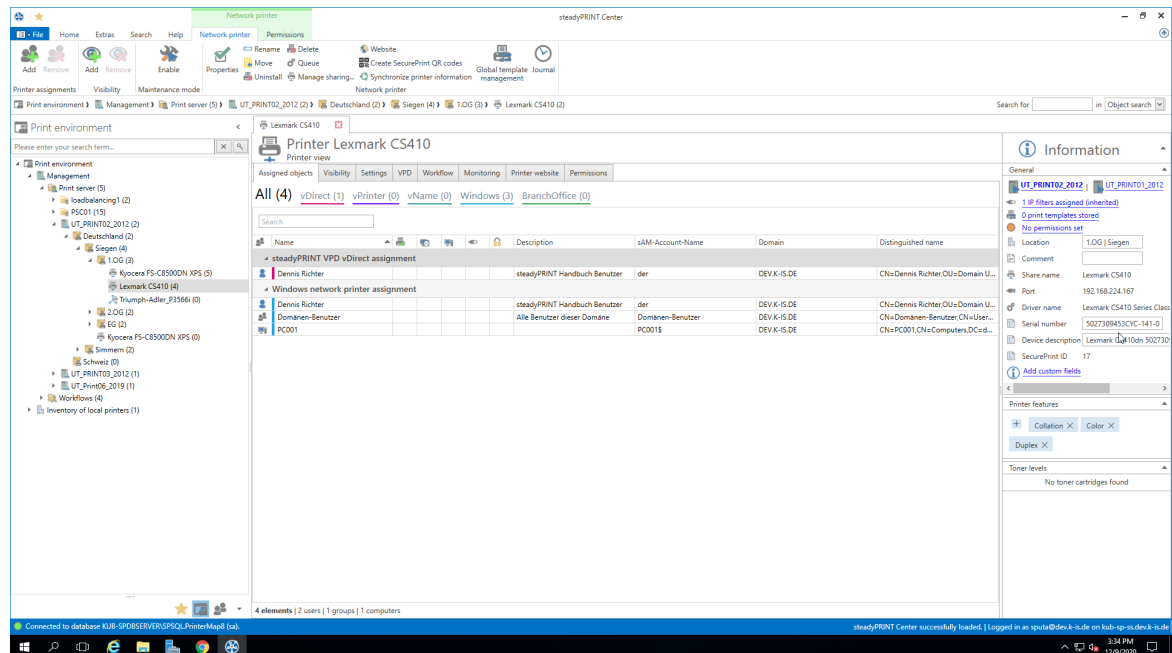 Network printer
steadyPRINT Center
File Home Extras Search Help Network printer Permissions
Add Remove
Printer assignments
Add Remove
Visibility
Enable
Maintenance mode
Properties
Rename Delete Website
Move Queue Create SecurePrint QR codes
Uninstall Manage sharing... Synchronize printer information
Global template management
Journal
Network printer
Print environment Management Print server (5) UT_PRINT02_2012 (2) Deutschland (2) Siegen (4) 1.OG (3) Lexmark CS410 (2)
Search for in Object search
Print environment
Please enter your search term...
Print environment
Management
Print server (5)
loadbalancing1 (2)
PSC01 (15)
UT_PRINT02_2012 (2)
Deutschland (2)
Siegen (4)
1.OG (3)
Kyocera FS-C8500DN XPS (5)
Lexmark CS410 (4)
Triumph-Adler_P3566i (0)
2.OG (2)
EG (2)
Kyocera FS-C8500DN XPS (0)
Simmern (2)
Schweiz (0)
UT_PRINT03_2012 (1)
UT_Print06_2019 (1)
Workflows (4)
Inventory of local printers (1)
Lexmark CS410
Printer Lexmark CS410
Printer view
Assigned objects Visibility Settings VPD Workflow Monitoring Printer website Permissions
All (4) vDirect (1) vPrinter (0) vName (0) Windows (3) BranchOffice (0)
Search
Name Description sAM-Account-Name Domain Distinguished name
steadyPRINT VPD vDirect assignment
Dennis Richter steadyPRINT Handbuch Benutzer der DEV.K-IS.DE CN=Dennis Richter,OU=Domain U...
Windows network printer assignment
Dennis Richter steadyPRINT Handbuch Benutzer der DEV.K-IS.DE CN=Dennis Richter,OU=Domain U...
Domänen-Benutzer Alle Benutzer dieser Domäne Domänen-Benutzer DEV.K-IS.DE CN=Domänen-Benutzer,CN=User...
PC001 PC001$ DEV.K-IS.DE CN=PC001,CN=Computers,DC=d...
4 elements | 2 users | 1 groups | 1 computers
Information
General
UT_PRINT02_2012 | UT_PRINT01_2012
1 IP filters assigned (inherited)
0 print templates stored
No permissions set
Location 1.OG | Siegen
Comment
Share name Lexmark CS410
Port 192.168.224.167
Driver name Lexmark CS410 Series Class
Serial number 5027309453CYC-141-0
Device description Lexmark CS410dn 502730
SecurePrint ID 17
Add custom fields
Printer features
Collation Color
Duplex
Toner levels
No toner cartridges found
Connected to database KUB-SPDBSERVER\SPSQL.PrinterMap8 (sa).
steadyPRINT Center successfully loaded. | Logged in as sputa@dev.k-is.de on kub-sp-ss.dev.k-is.de
3:34 PM
12/9/2020